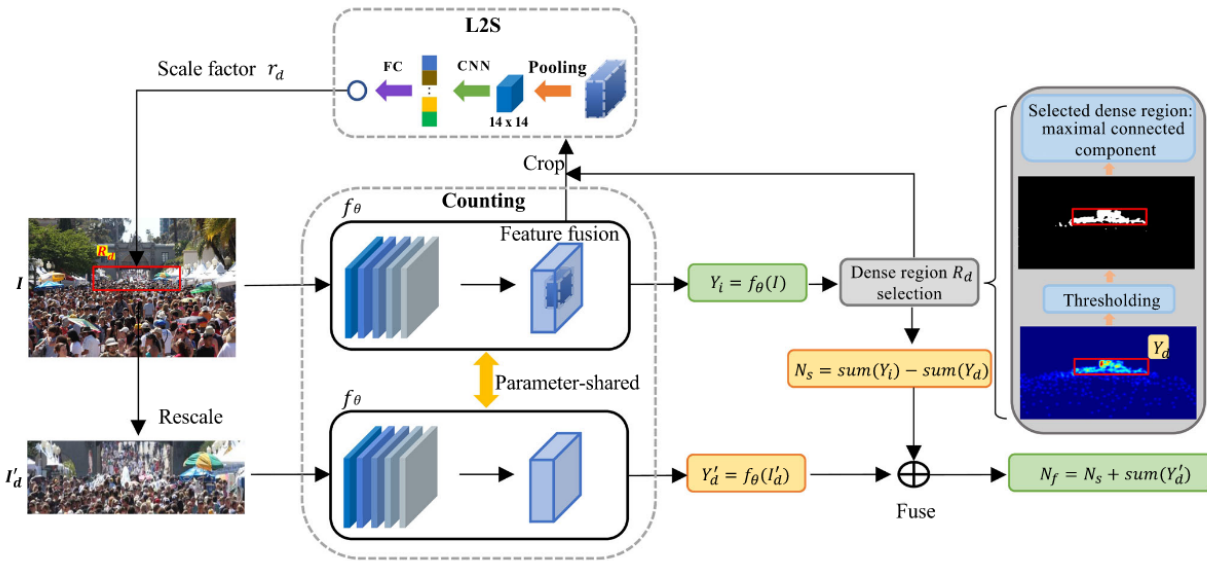 L2S
Scale factor r_d
FC
CNN
Pooling
14 x 14
Crop
Counting
f_θ
Feature fusion
R_d
I
Y_i = f_θ(I)
Dense region R_d
selection
Selected dense region:
maximal connected
component
Thresholding
Y_d
N_s = sum(Y_i) − sum(Y_d)
Parameter-shared
f_θ
Rescale
I'_d
Y'_d = f_θ(I'_d)
Fuse
N_f = N_s + sum(Y'_d)